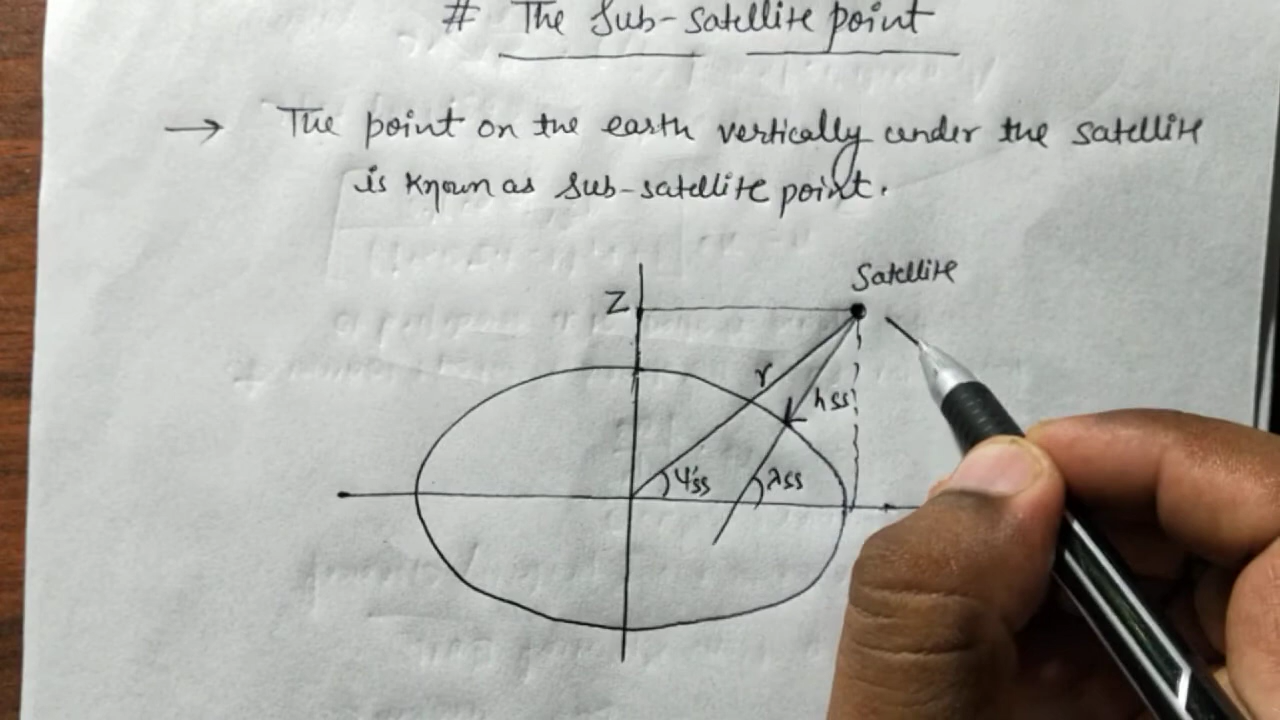 # The Sub-satellite point
→ The point on the earth vertically under the satellite
is known as sub-satellite point.
Satellite
Z
r
hss
ψ'ss
λss